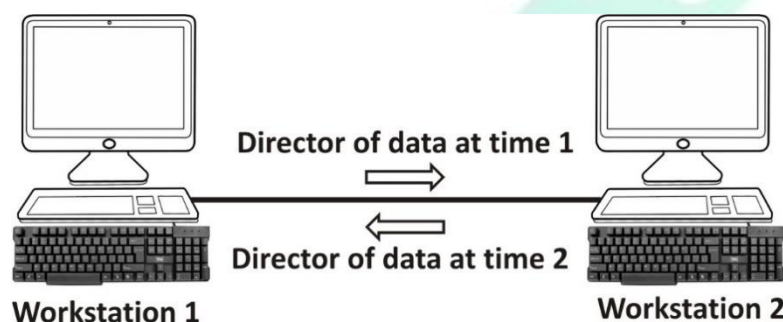 Director of data at time 1
Director of data at time 2
Workstation 1
Workstation 2